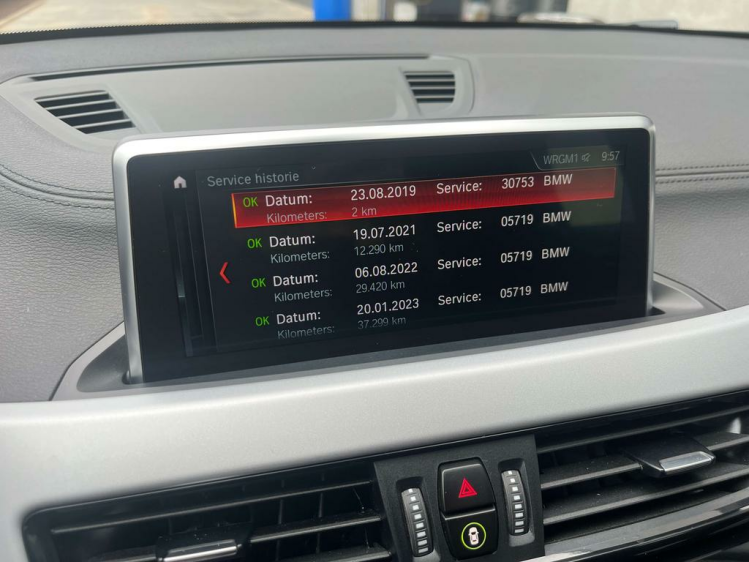 WRGM1 9:57
Service historie
OK Datum: 23.08.2019 Service: 30753 BMW
Kilometers: 2 km
OK Datum: 19.07.2021 Service: 05719 BMW
Kilometers: 12.290 km
OK Datum: 06.08.2022 Service: 05719 BMW
Kilometers: 29.420 km
OK Datum: 20.01.2023 Service: 05719 BMW
Kilometers: 37.299 km